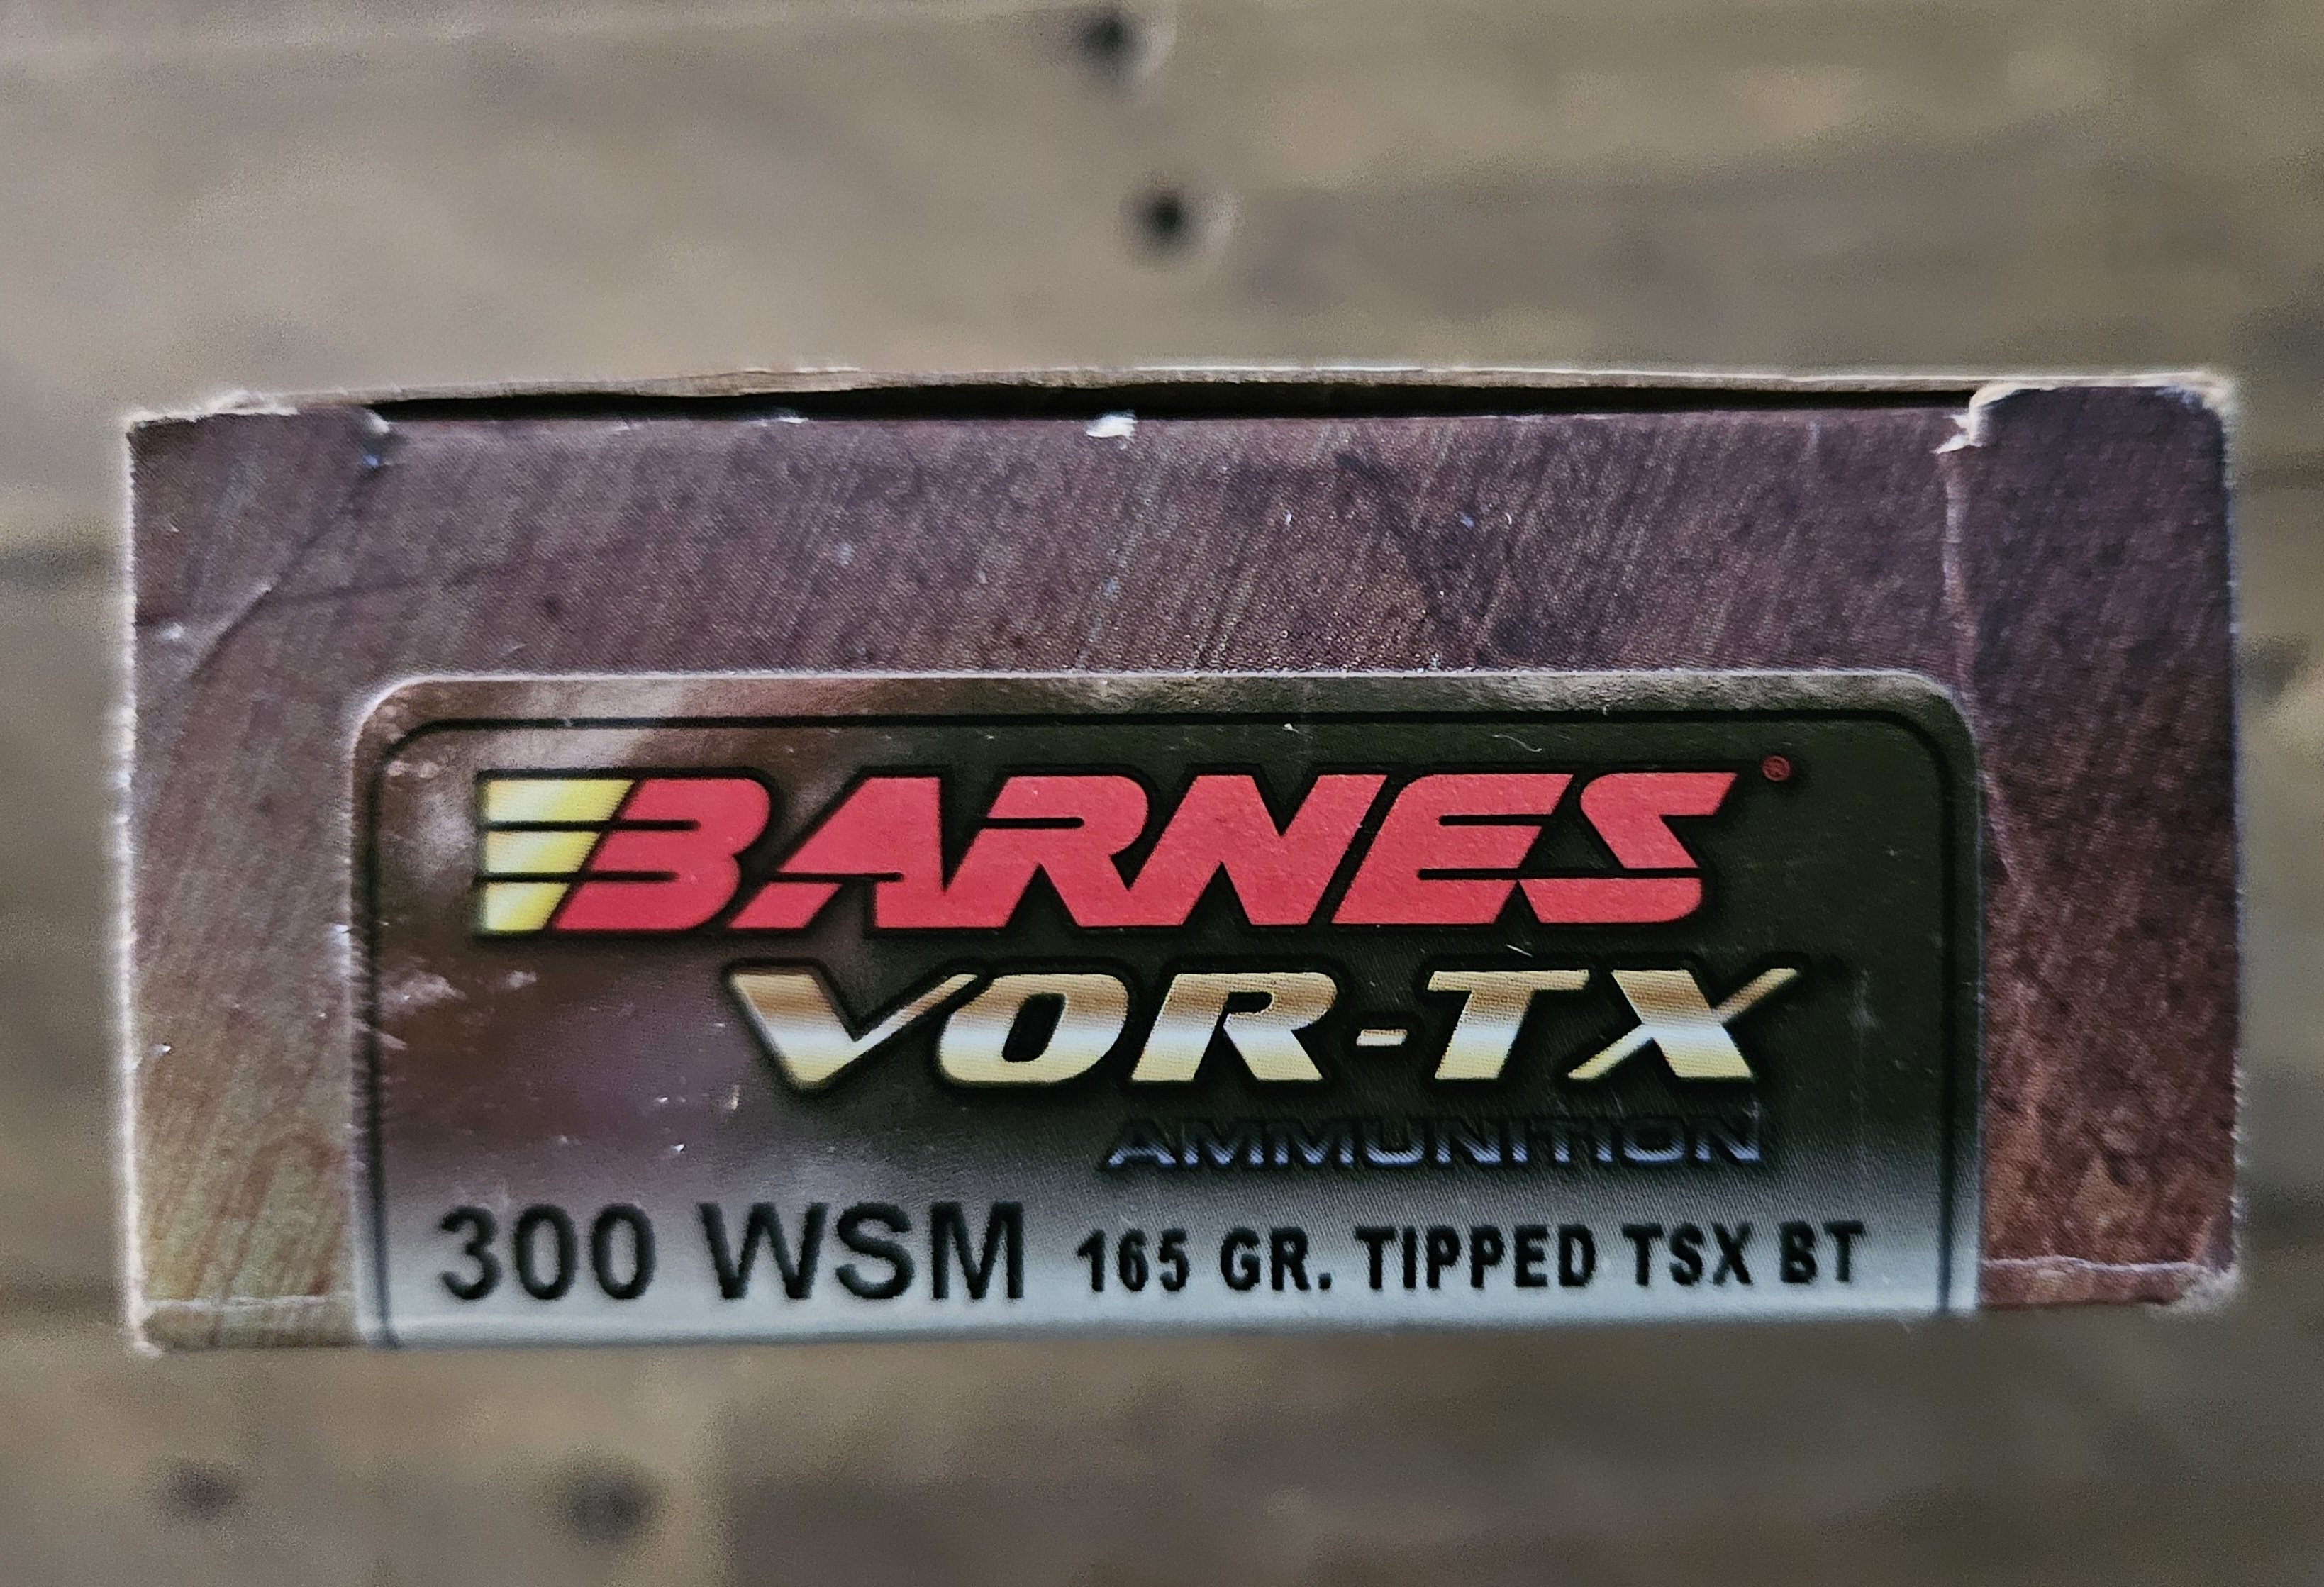 BARNES®
VOR-TX
AMMUNITION
300 WSM 165 GR. TIPPED TSX BT